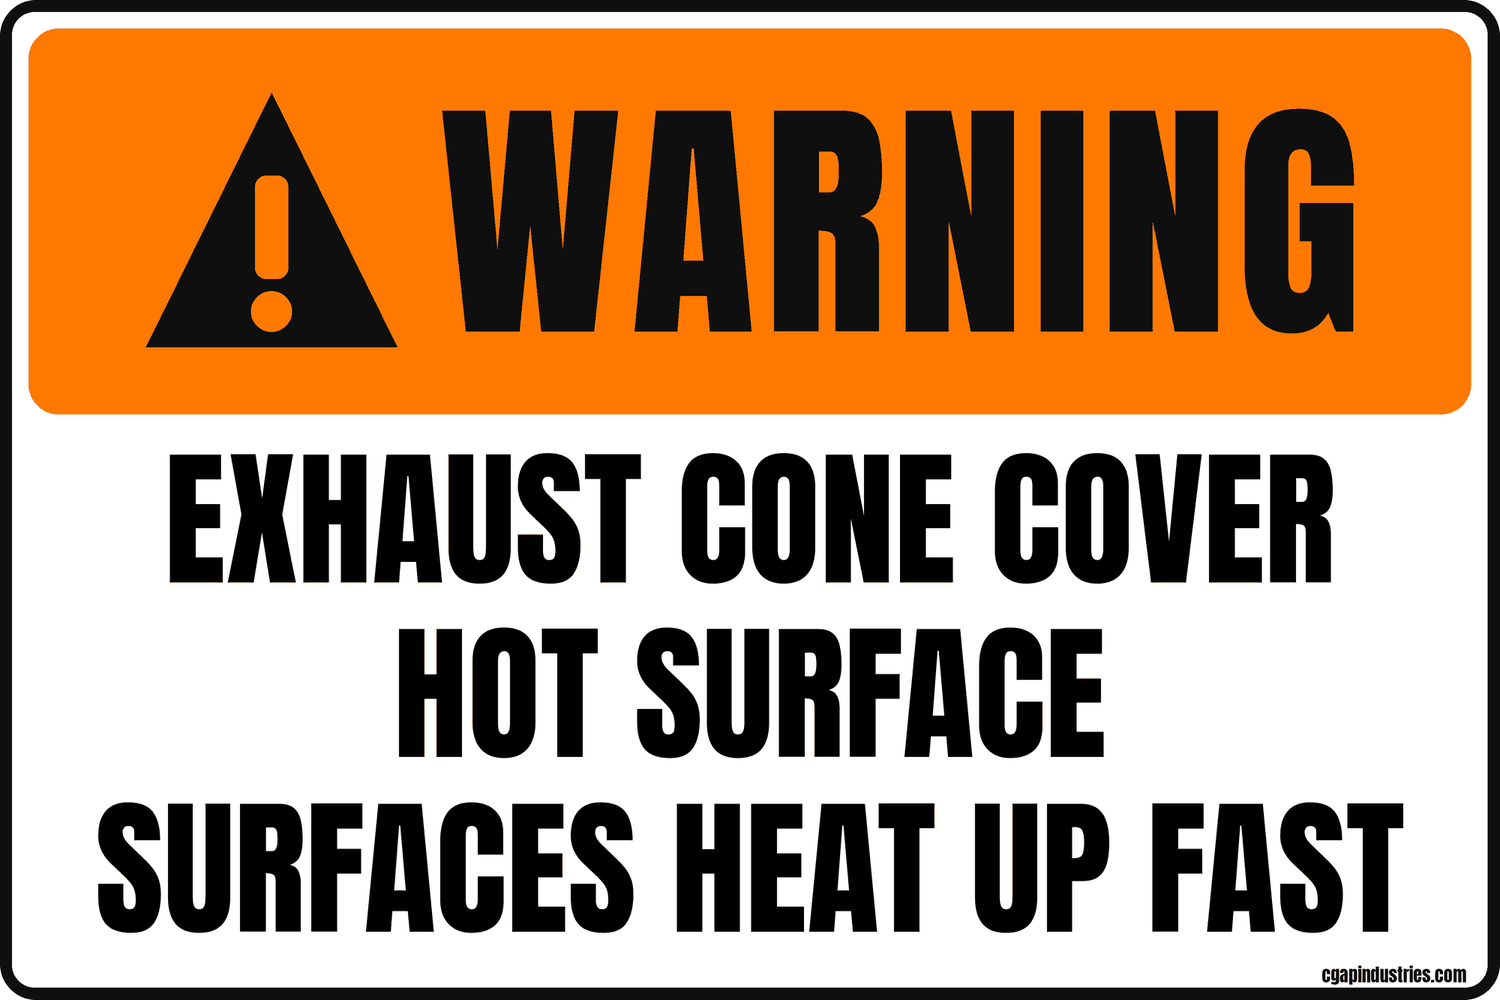 WARNING
EXHAUST CONE COVER
HOT SURFACE
SURFACES HEAT UP FAST
cgapindustries.com